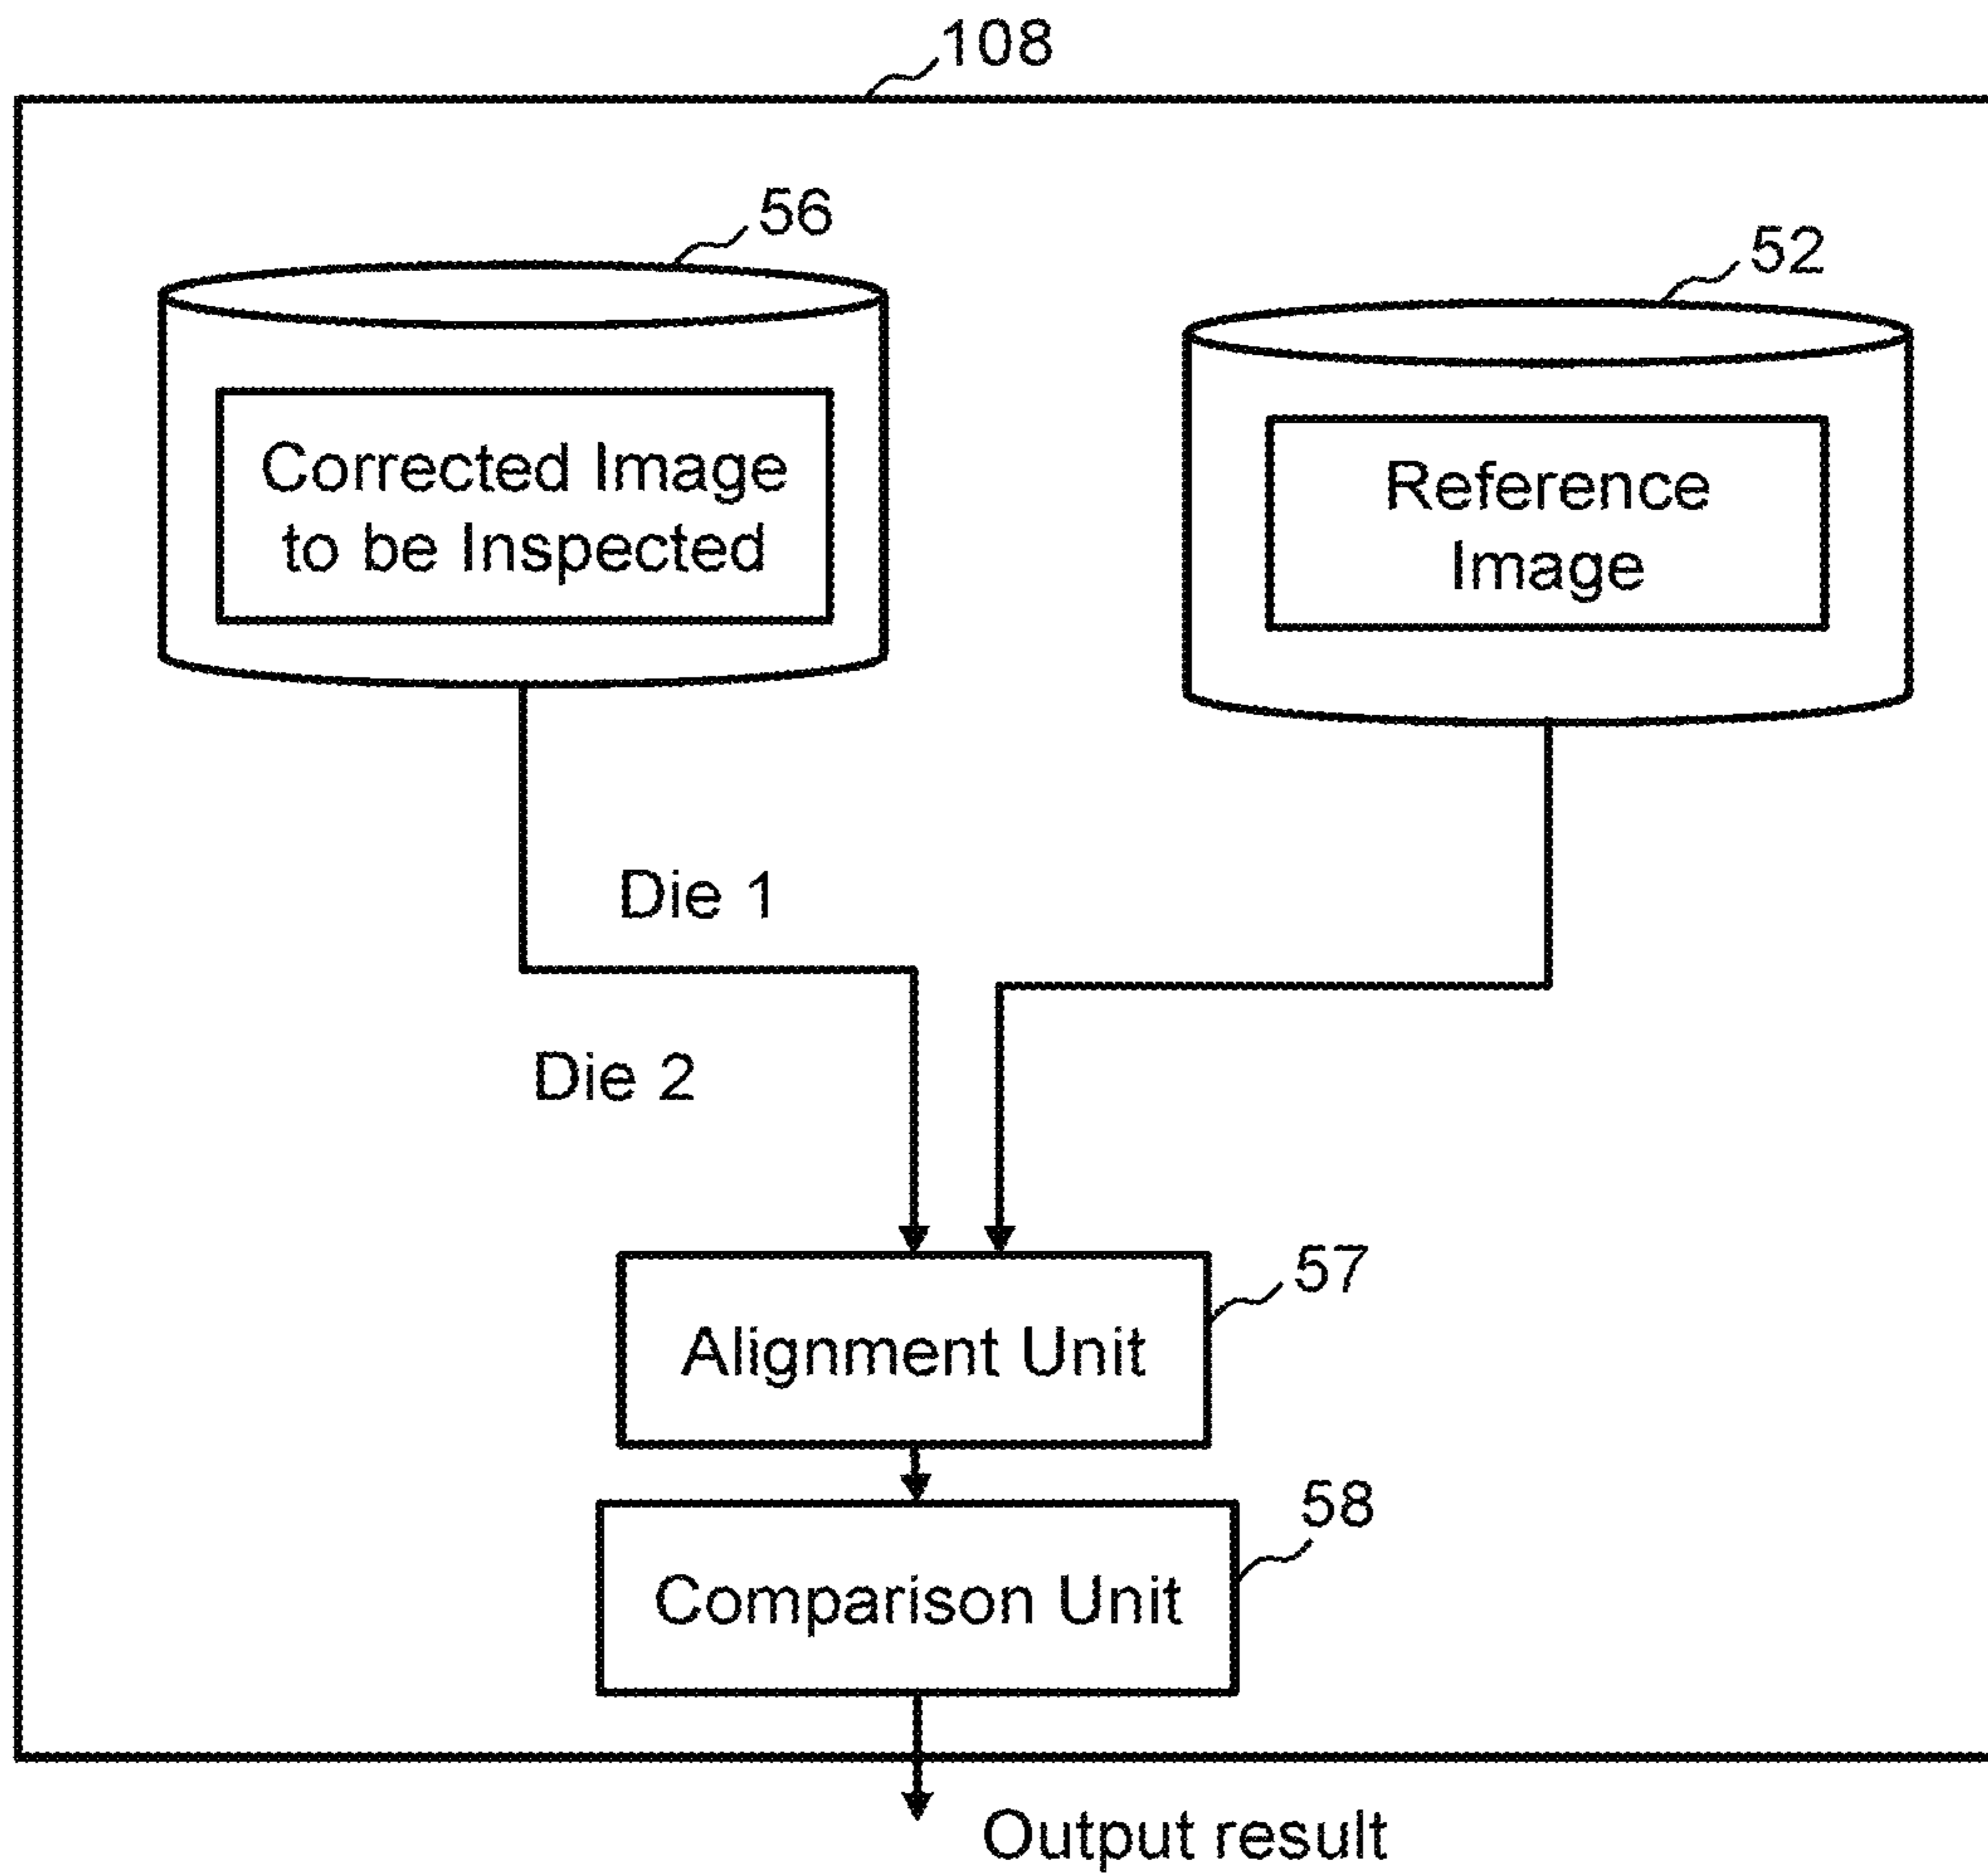 108
56
52
Corrected Image
to be Inspected
Reference
Image
Die 1
Die 2
57
Alignment Unit
58
Comparison Unit
Output result